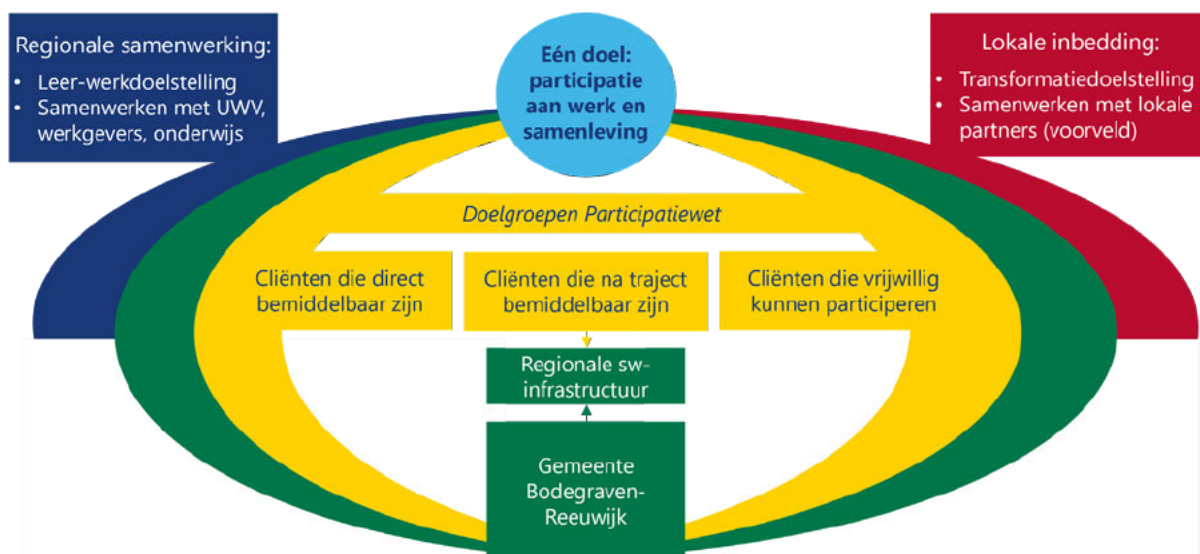 Regionale samenwerking:
• Leer-werkdoelstelling
• Samenwerken met UWV,
werkgevers, onderwijs
Eén doel:
participatie
aan werk en
samenleving
Lokale inbedding:
• Transformatiedoelstelling
• Samenwerken met lokale
partners (voorveld)
Doelgroepen Participatiewet
Cliënten die direct
bemiddelbaar zijn
Cliënten die na traject
bemiddelbaar zijn
Cliënten die vrijwillig
kunnen participeren
Regionale sw-
infrastructuur
Gemeente
Bodegraven-
Reeuwijk